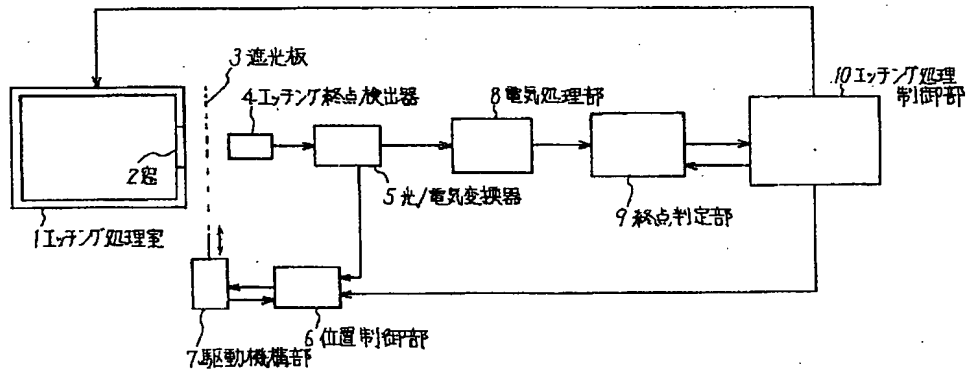 3 遮光板
4 エッチング終点検出器
8 電気処理部
10 エッチング処理
制御部
2 窓
5 光/電気変換器
9 終点判定部
1 エッチング処理室
6 位置制御部
7 駆動機構部